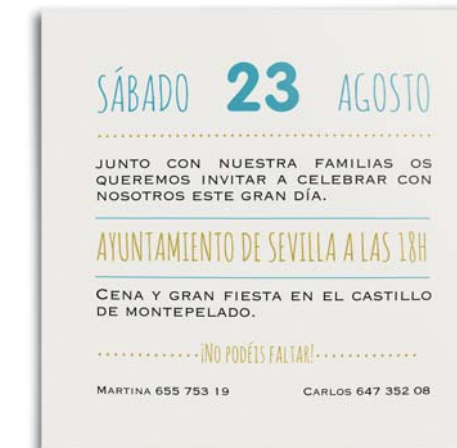 SÁBADO 23 AGOSTO
JUNTO CON NUESTRA FAMILIAS OS
QUEREMOS INVITAR A CELEBRAR CON
NOSOTROS ESTE GRAN DÍA.
AYUNTAMIENTO DE SEVILLA A LAS 18H
CENA Y GRAN FIESTA EN EL CASTILLO
DE MONTEPELADO.
¡NO PODÉIS FALTAR!
MARTINA 655 753 19 CARLOS 647 352 08